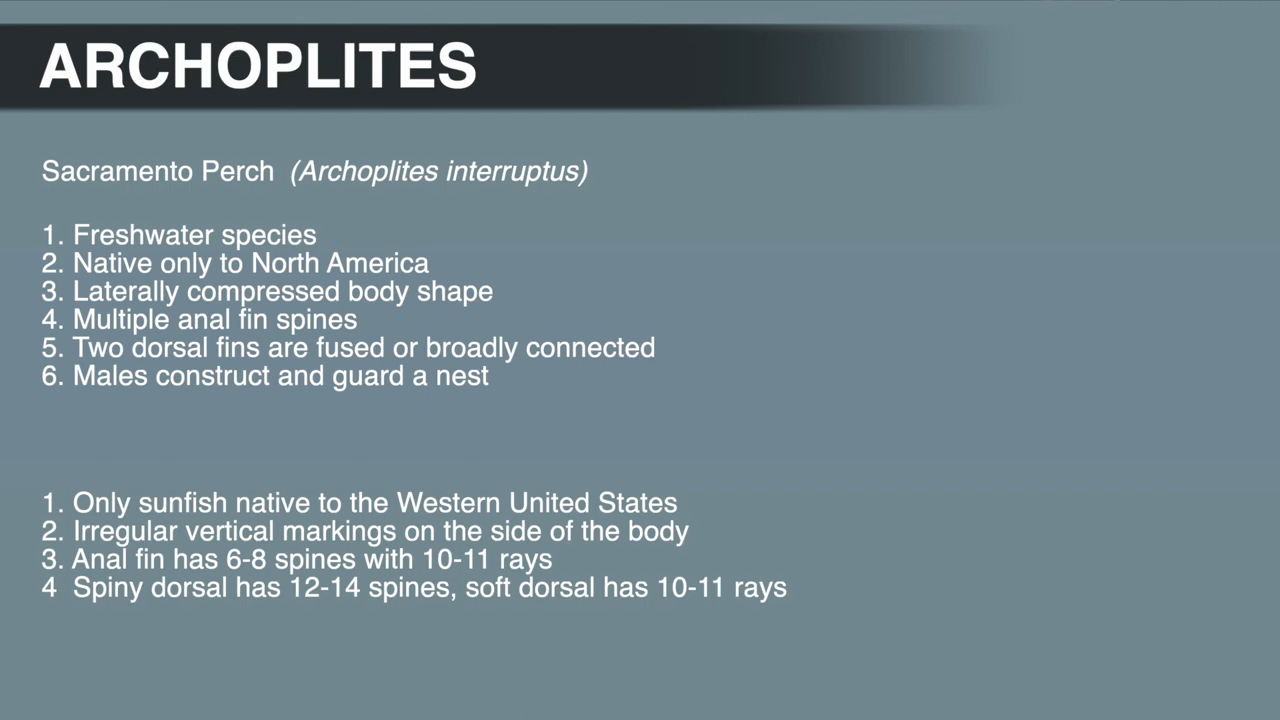 ARCHOPLITES
Sacramento Perch (Archoplites interruptus)
1. Freshwater species
2. Native only to North America
3. Laterally compressed body shape
4. Multiple anal fin spines
5. Two dorsal fins are fused or broadly connected
6. Males construct and guard a nest
1. Only sunfish native to the Western United States
2. Irregular vertical markings on the side of the body
3. Anal fin has 6-8 spines with 10-11 rays
4 Spiny dorsal has 12-14 spines, soft dorsal has 10-11 rays